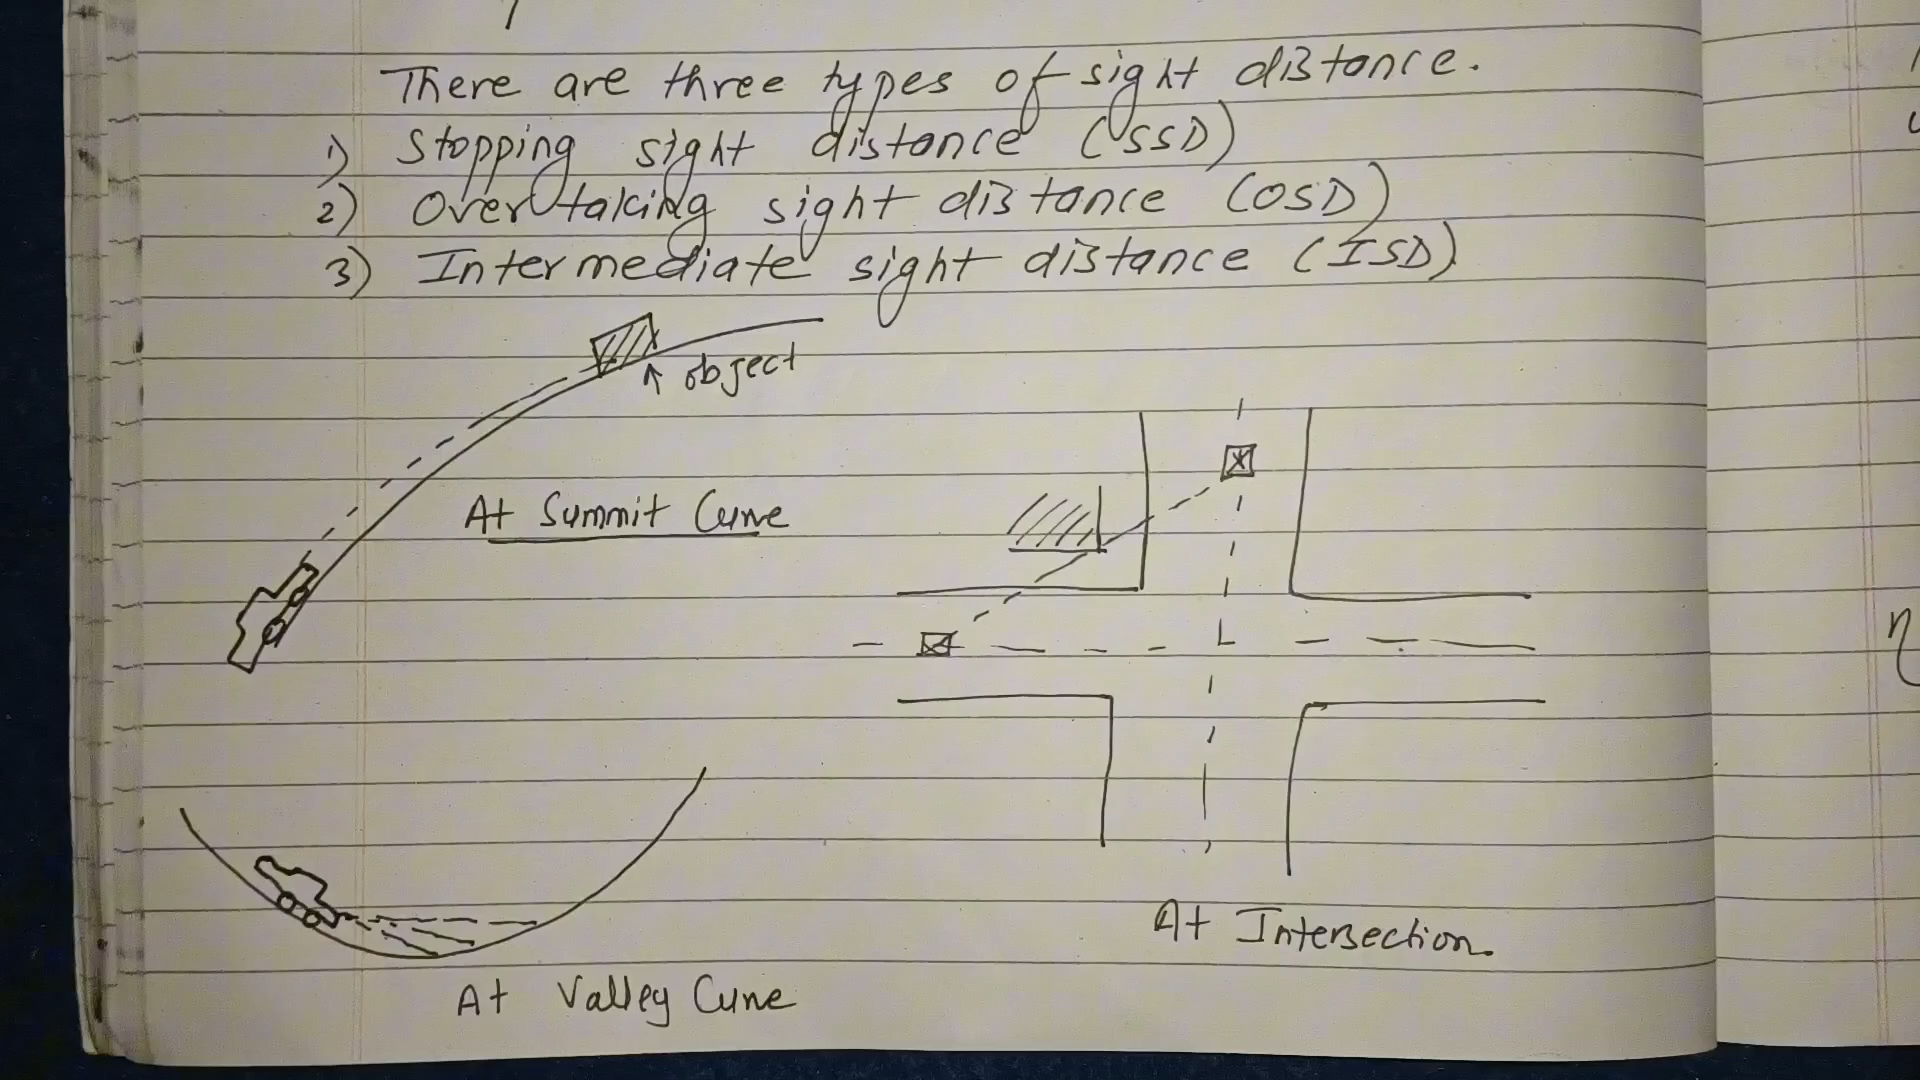 There are three types of sight distance.
1) Stopping sight distance (SSD)
2) Overtaking sight distance (OSD)
3) Intermediate sight distance (ISD)
object
At Summit Curve
At Intersection.
At Valley Curve